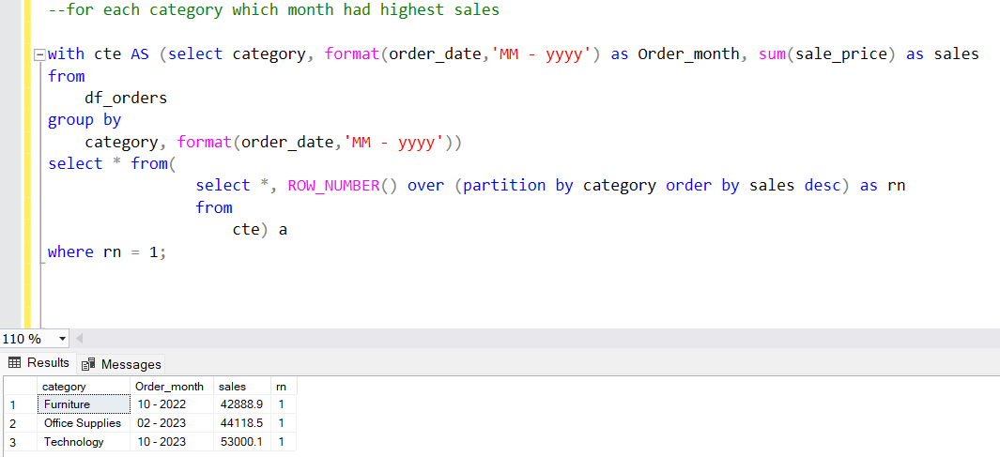 --for each category which month had highest sales
with cte AS (select category, format(order_date,'MM - yyyy') as Order_month, sum(sale_price) as sales
from
df_orders
group by
category, format(order_date,'MM - yyyy'))
select * from(
select *, ROW_NUMBER() over (partition by category order by sales desc) as rn
from
cte) a
where rn = 1;
110 %
Results Messages
category Order_month sales rn
1 Furniture 10 - 2022 42888.9 1
2 Office Supplies 02 - 2023 44118.5 1
3 Technology 10 - 2023 53000.1 1